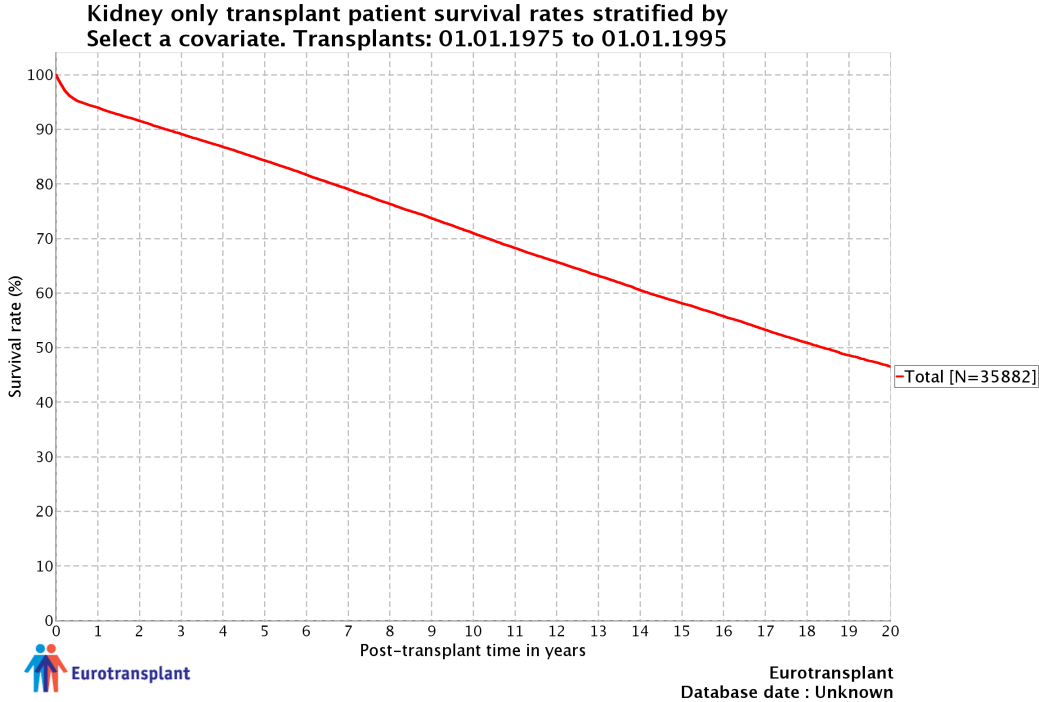 Kidney only transplant patient survival rates stratified by
Select a covariate. Transplants: 01.01.1975 to 01.01.1995
100
90
80
70
60
50
40
30
20
10
0
Survival rate (%)
Total [N=35882]
0 1 2 3 4 5 6 7 8 9 10 11 12 13 14 15 16 17 18 19 20
Post-transplant time in years
Eurotransplant
Eurotransplant
Database date : Unknown